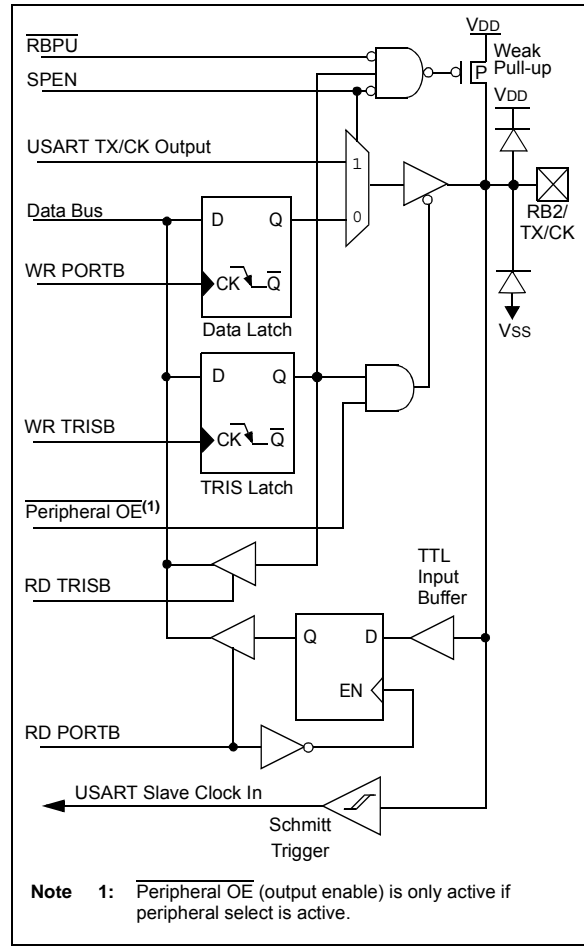 VDD
RBPU
Weak
Pull-up
P
SPEN
VDD
USART TX/CK Output
1
0
RB2/
TX/CK
Data Bus
D Q
WR PORTB
CK Q
Data Latch
VSS
D Q
WR TRISB
CK Q
TRIS Latch
Peripheral OE(1)
RD TRISB
TTL
Input
Buffer
Q D
EN
RD PORTB
USART Slave Clock In
Schmitt
Trigger
Note 1: Peripheral OE (output enable) is only active if
peripheral select is active.